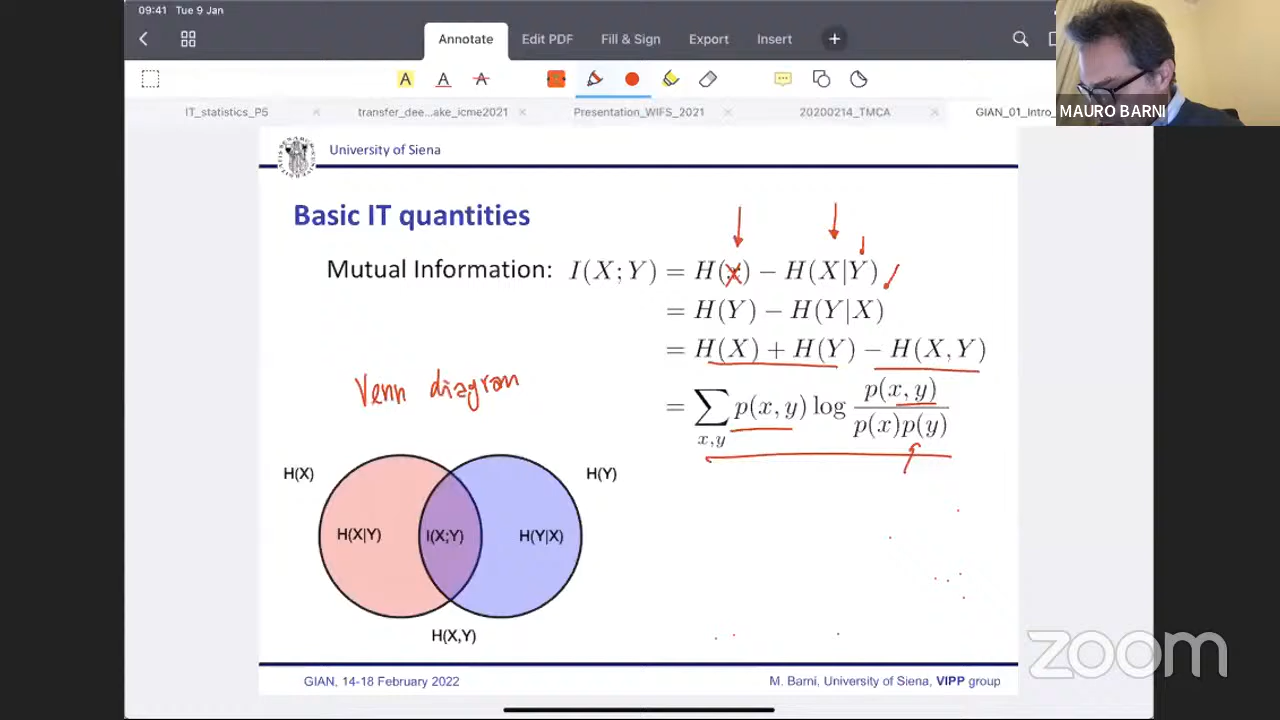 09:41 Tue 9 Jan
Annotate Edit PDF Fill & Sign Export Insert
MAURO BARNI
IT_statistics_P5 transfer_dee...ake_icme2021 Presentation_WIFS_2021 20200214_TMCA GIAN_01_Intro_
University of Siena
Basic IT quantities
Mutual Information: I(X;Y) = H(X) − H(X|Y)
= H(Y) − H(Y|X)
= H(X) + H(Y) − H(X,Y)
= ∑x,y p(x,y) log p(x,y) / p(x)p(y)
Venn diagram
H(X) H(Y)
H(X|Y) I(X;Y) H(Y|X)
H(X,Y)
zoom
GIAN, 14-18 February 2022 M. Barni, University of Siena, VIPP group